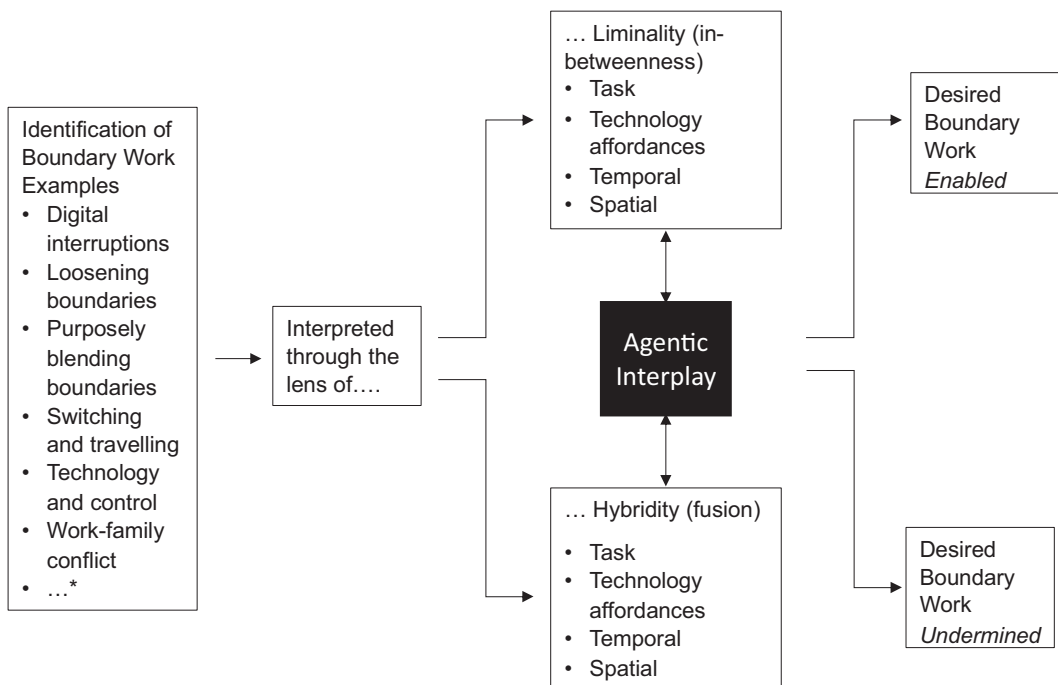 Identification of
Boundary Work
Examples
• Digital
interruptions
• Loosening
boundaries
• Purposely
blending
boundaries
• Switching
and travelling
• Technology
and control
• Work-family
conflict
• …*
Interpreted
through the
lens of….
… Liminality (in-
betweenness)
• Task
• Technology
affordances
• Temporal
• Spatial
Agentic
Interplay
… Hybridity (fusion)
• Task
• Technology
affordances
• Temporal
• Spatial
Desired
Boundary
Work
Enabled
Desired
Boundary
Work
Undermined